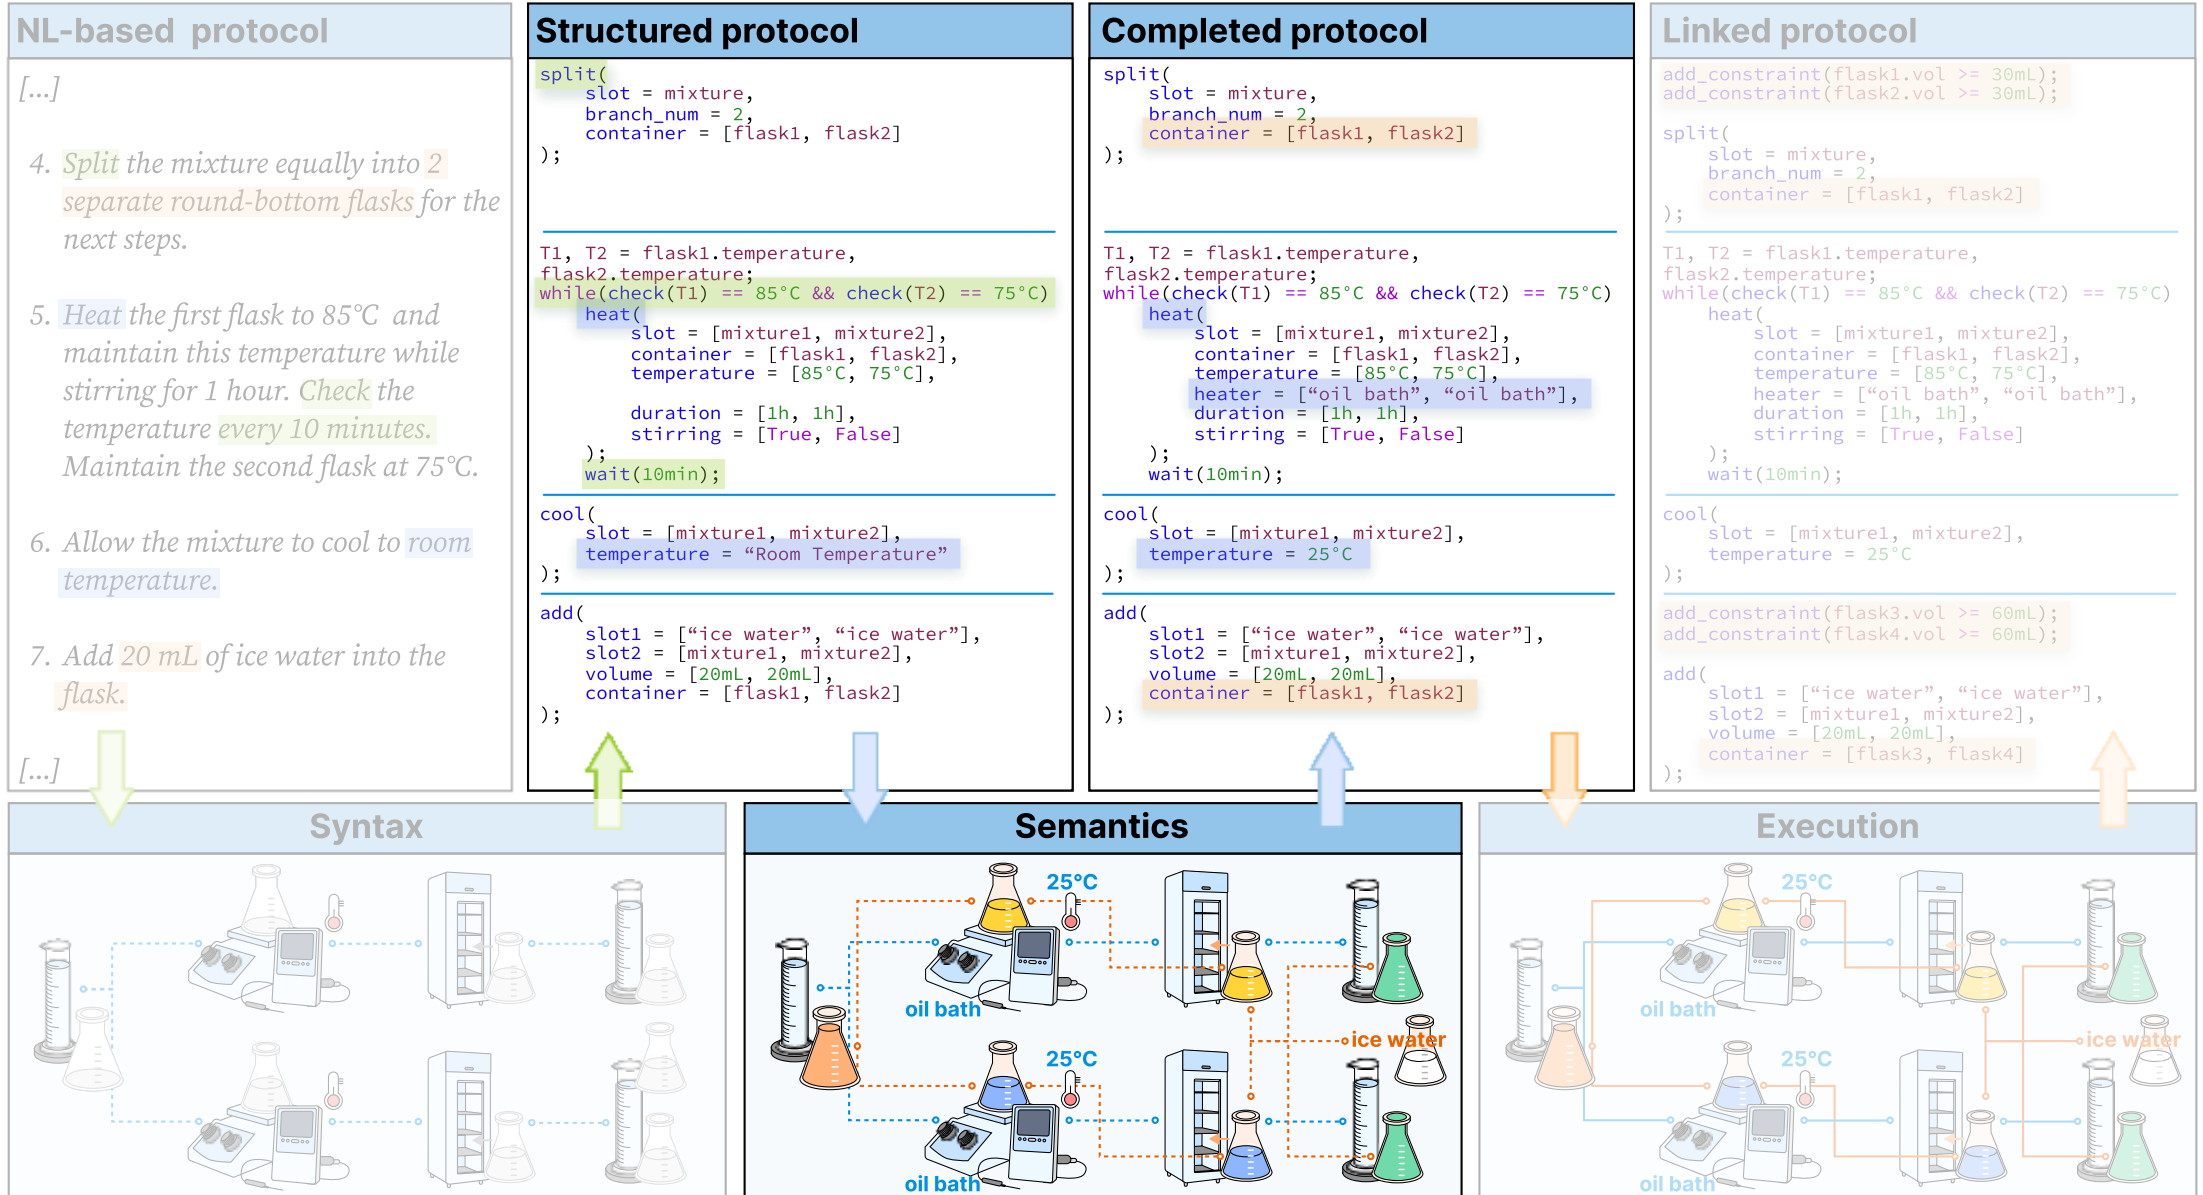 NL-based protocol
[...]
4. Split the mixture equally into 2
separate round-bottom flasks for the
next steps.
5. Heat the first flask to 85°C and
maintain this temperature while
stirring for 1 hour. Check the
temperature every 10 minutes.
Maintain the second flask at 75°C.
6. Allow the mixture to cool to room
temperature.
7. Add 20 mL of ice water into the
flask.
[...]
Structured protocol
split(
slot = mixture,
branch_num = 2,
container = [flask1, flask2]
);
T1, T2 = flask1.temperature,
flask2.temperature;
while(check(T1) == 85°C && check(T2) == 75°C)
heat(
slot = [mixture1, mixture2],
container = [flask1, flask2],
temperature = [85°C, 75°C],
duration = [1h, 1h],
stirring = [True, False]
);
wait(10min);
cool(
slot = [mixture1, mixture2],
temperature = “Room Temperature”
);
add(
slot1 = [“ice water”, “ice water”],
slot2 = [mixture1, mixture2],
volume = [20mL, 20mL],
container = [flask1, flask2]
);
Completed protocol
split(
slot = mixture,
branch_num = 2,
container = [flask1, flask2]
);
T1, T2 = flask1.temperature,
flask2.temperature;
while(check(T1) == 85°C && check(T2) == 75°C)
heat(
slot = [mixture1, mixture2],
container = [flask1, flask2],
temperature = [85°C, 75°C],
heater = [“oil bath”, “oil bath”],
duration = [1h, 1h],
stirring = [True, False]
);
wait(10min);
cool(
slot = [mixture1, mixture2],
temperature = 25°C
);
add(
slot1 = [“ice water”, “ice water”],
slot2 = [mixture1, mixture2],
volume = [20mL, 20mL],
container = [flask1, flask2]
);
Linked protocol
add_constraint(flask1.vol >= 30mL);
add_constraint(flask2.vol >= 30mL);
split(
slot = mixture,
branch_num = 2,
container = [flask1, flask2]
);
T1, T2 = flask1.temperature,
flask2.temperature;
while(check(T1) == 85°C && check(T2) == 75°C)
heat(
slot = [mixture1, mixture2],
container = [flask1, flask2],
temperature = [85°C, 75°C],
heater = [“oil bath”, “oil bath”],
duration = [1h, 1h],
stirring = [True, False]
);
wait(10min);
cool(
slot = [mixture1, mixture2],
temperature = 25°C
);
add_constraint(flask3.vol >= 60mL);
add_constraint(flask4.vol >= 60mL);
add(
slot1 = [“ice water”, “ice water”],
slot2 = [mixture1, mixture2],
volume = [20mL, 20mL],
container = [flask3, flask4]
);
Syntax
Semantics
25°C
oil bath
ice water
25°C
oil bath
Execution
25°C
oil bath
ice water
25°C
oil bath